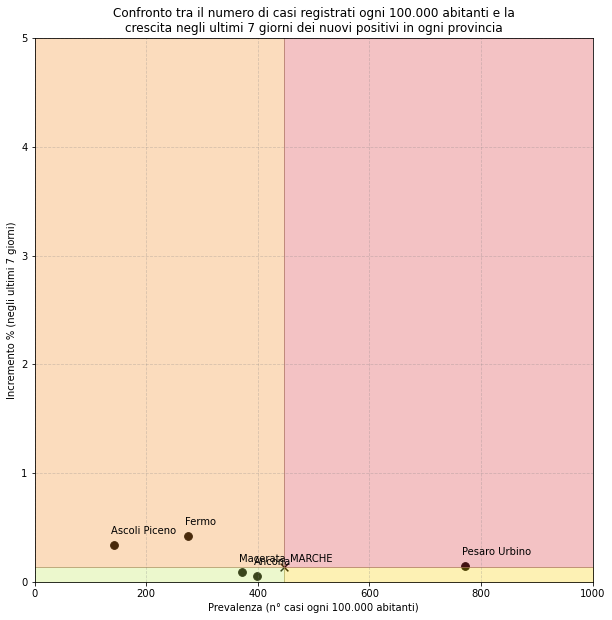 Confronto tra il numero di casi registrati ogni 100.000 abitanti e la
crescita negli ultimi 7 giorni dei nuovi positivi in ogni provincia
5
4
3
2
1
0
Incremento % (negli ultimi 7 giorni)
Fermo
Ascoli Piceno
Pesaro Urbino
Macerata MARCHE
Ancona
0 200 400 600 800 1000
Prevalenza (n° casi ogni 100.000 abitanti)